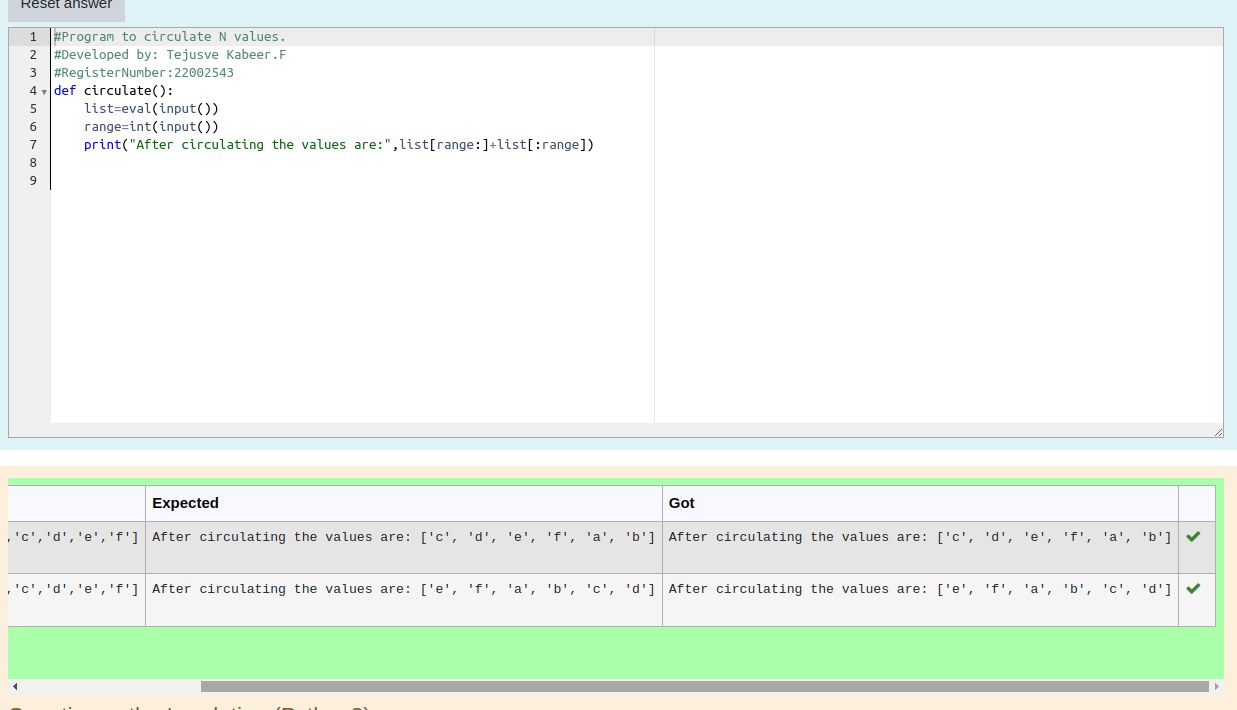 Reset answer
1 #Program to circulate N values.
2 #Developed by: Tejusve Kabeer.F
3 #RegisterNumber:22002543
4 def circulate():
5     list=eval(input())
6     range=int(input())
7     print("After circulating the values are:",list[range:]+list[:range])
8
9
Expected Got
,'c','d','e','f'] After circulating the values are: ['c', 'd', 'e', 'f', 'a', 'b'] After circulating the values are: ['c', 'd', 'e', 'f', 'a', 'b']
,'c','d','e','f'] After circulating the values are: ['e', 'f', 'a', 'b', 'c', 'd'] After circulating the values are: ['e', 'f', 'a', 'b', 'c', 'd']